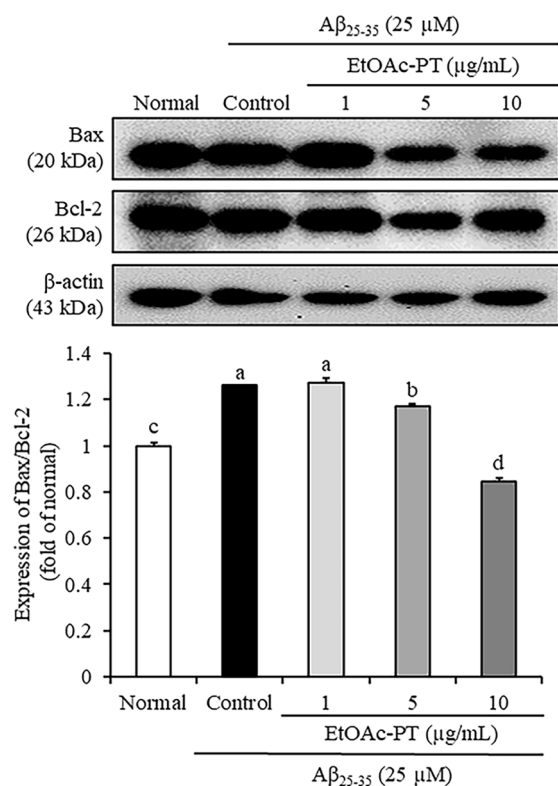 Aβ25-35 (25 µM)
EtOAc-PT (µg/mL)
Normal Control 1 5 10
Bax
(20 kDa)
Bcl-2
(26 kDa)
β-actin
(43 kDa)
Expression of Bax/Bcl-2
(fold of normal)
1.4
1.2
1
0.8
0.6
0.4
0.2
0
c
a
a
b
d
Normal Control 1 5 10
EtOAc-PT (µg/mL)
Aβ25-35 (25 µM)